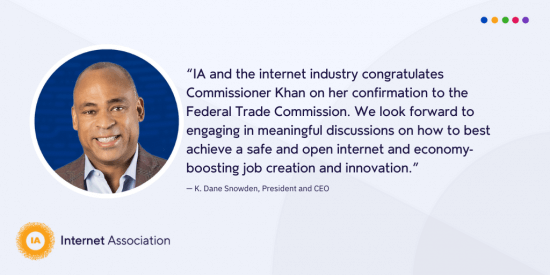 “IA and the internet industry congratulates
Commissioner Khan on her confirmation to the
Federal Trade Commission. We look forward to
engaging in meaningful discussions on how to best
achieve a safe and open internet and economy-
boosting job creation and innovation.”
— K. Dane Snowden, President and CEO
IA
Internet Association